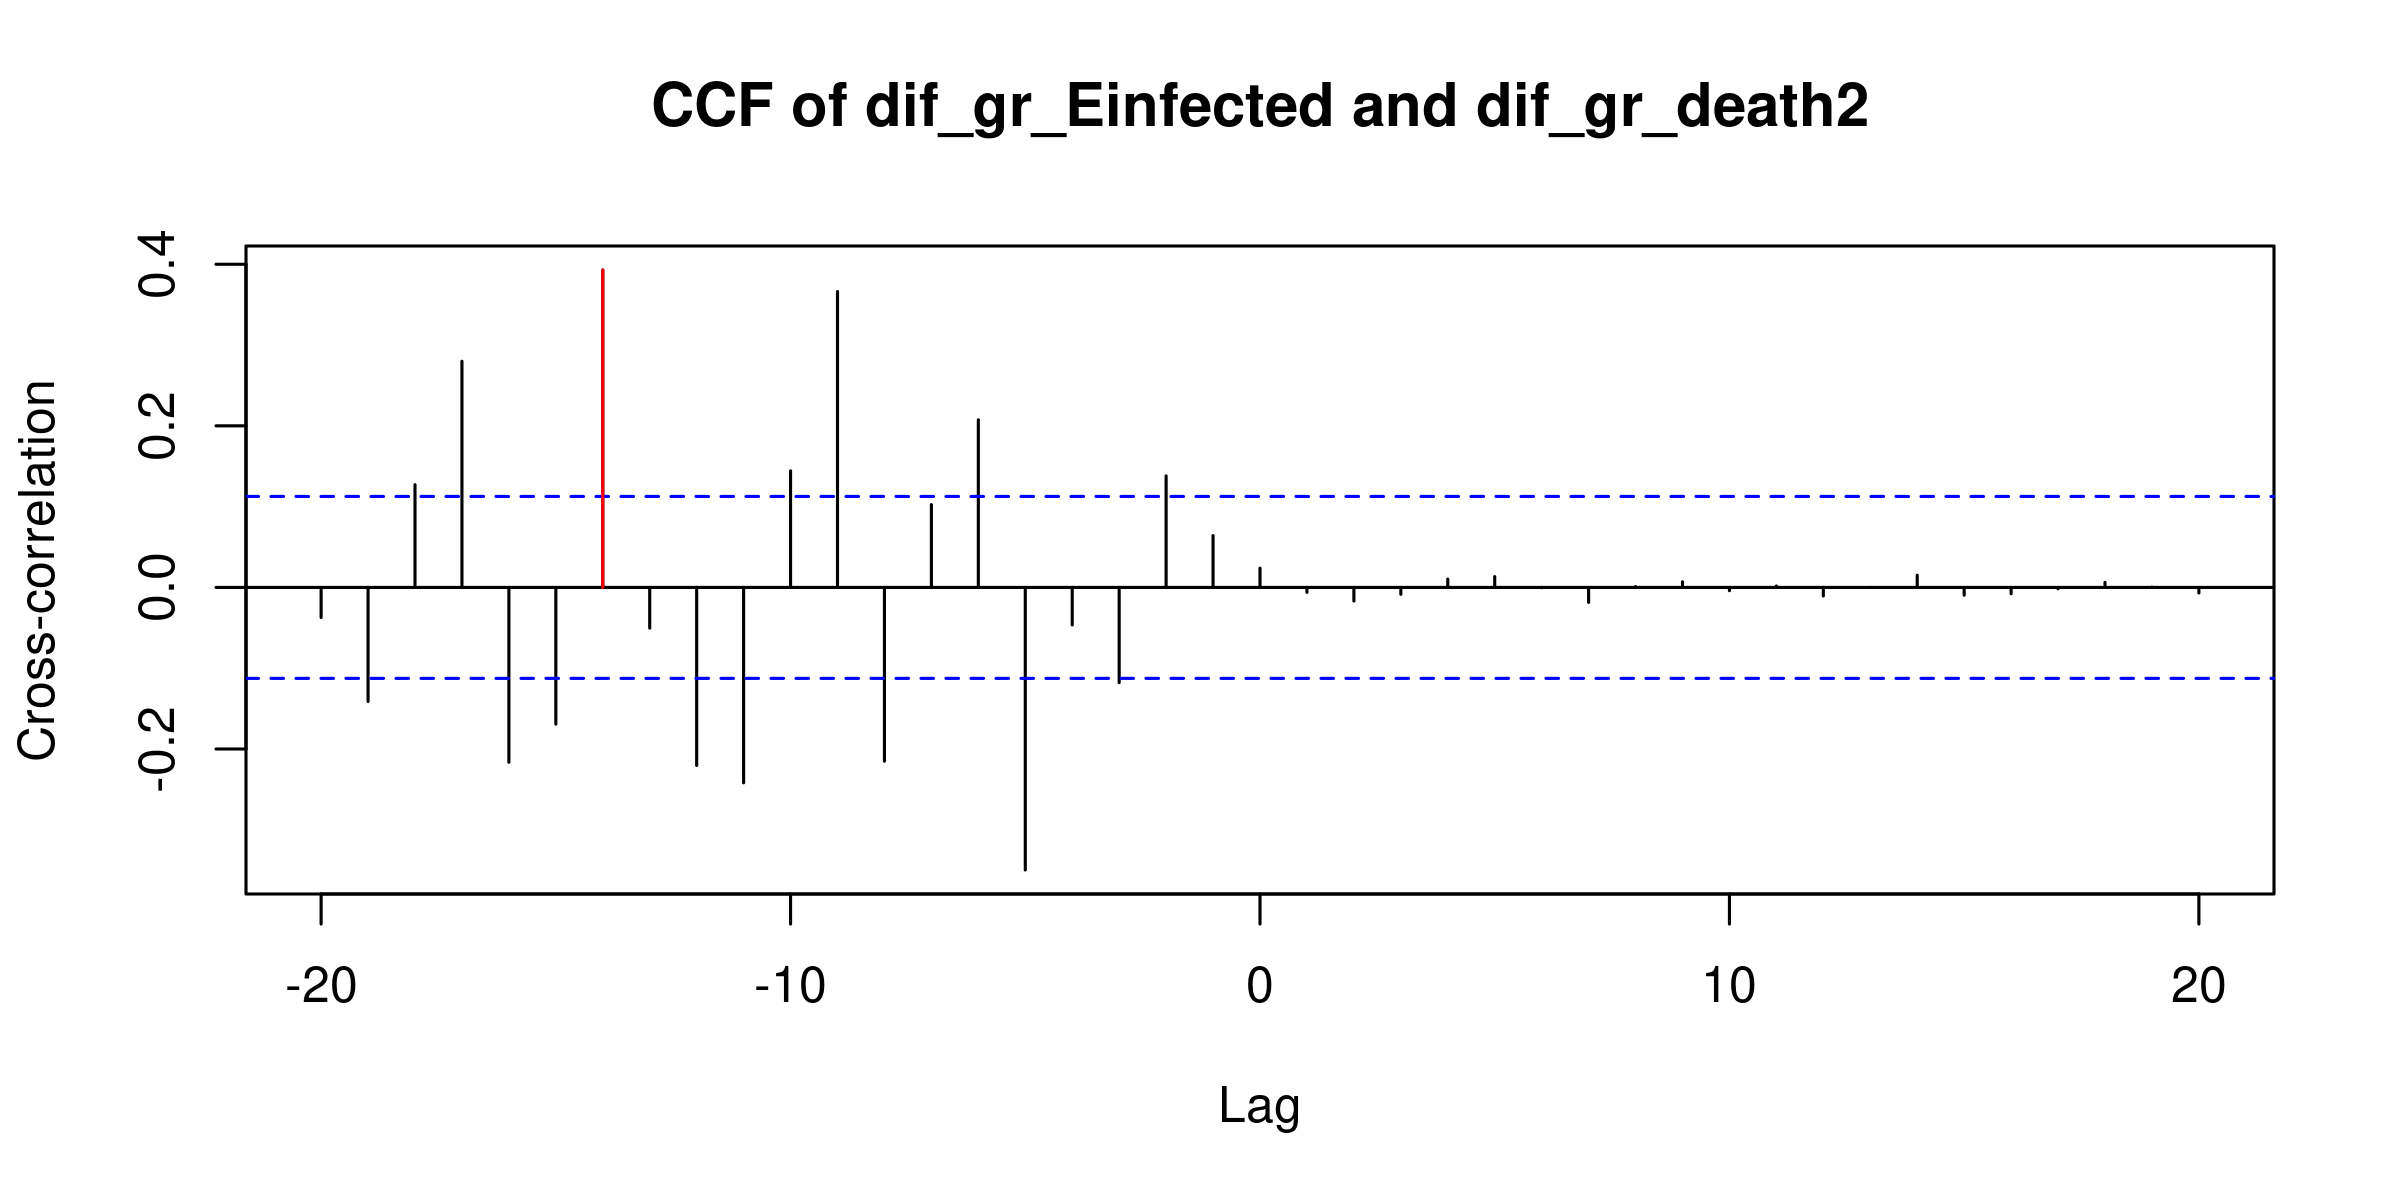 CCF of dif_gr_Einfected and dif_gr_death2
Cross-correlation
0.4
0.2
0.0
-0.2
-20 -10 0 10 20
Lag